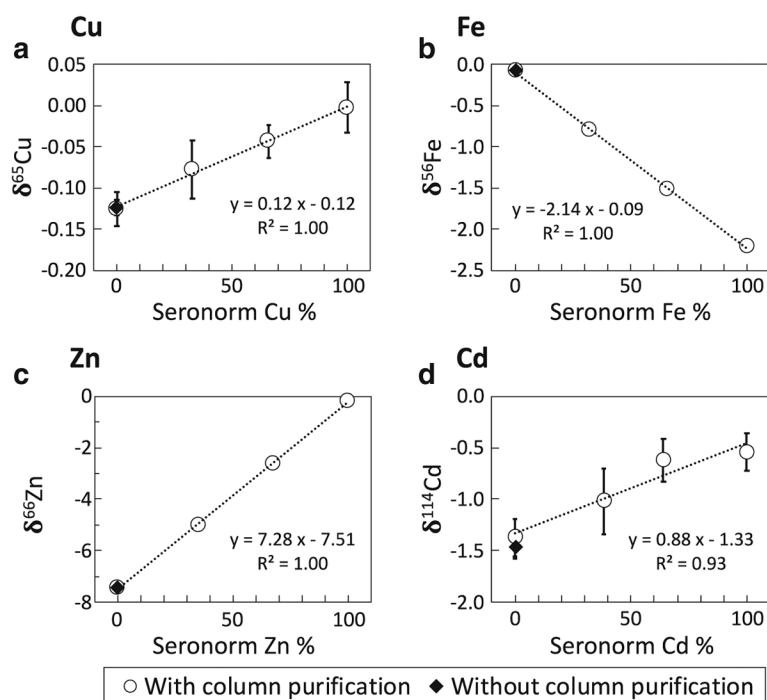 Cu
a
0.05
0.00
-0.05
-0.10
-0.15
-0.20
δ⁶⁵Cu
y = 0.12 x - 0.12
R² = 1.00
0 50 100
Seronorm Cu %
Fe
b
0.0
-0.5
-1.0
-1.5
-2.0
-2.5
δ⁵⁶Fe
y = -2.14 x - 0.09
R² = 1.00
0 50 100
Seronorm Fe %
Zn
c
0
-2
-4
-6
-8
δ⁶⁶Zn
y = 7.28 x - 7.51
R² = 1.00
0 50 100
Seronorm Zn %
Cd
d
0.0
-0.5
-1.0
-1.5
-2.0
δ¹¹⁴Cd
y = 0.88 x - 1.33
R² = 0.93
0 50 100
Seronorm Cd %
With column purification Without column purification